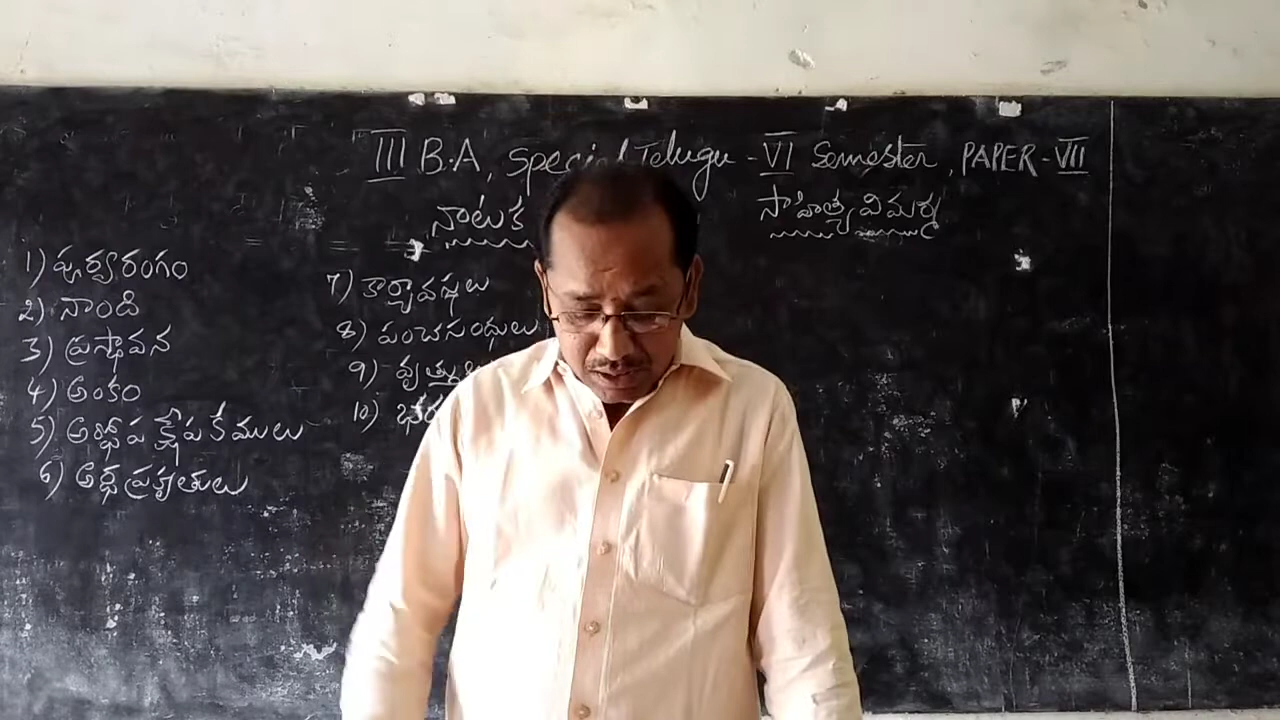 III B.A, Special Telugu - VI Semester, PAPER - VII
నాటక
సాహిత్య విమర్శ
1) పూర్వరంగం
2) నాంది
3) ప్రస్తావన
4) అంకం
5) అర్థోపక్షేపకములు
6) అర్థప్రకృతులు
7) కార్యావస్థలు
8) పంచసంధులు
9)
10)